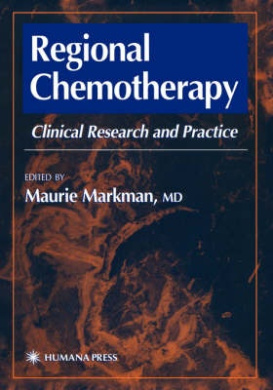 Regional
Chemotherapy
Clinical Research and Practice
EDITED BY
Maurie Markman, MD
HUMANA PRESS